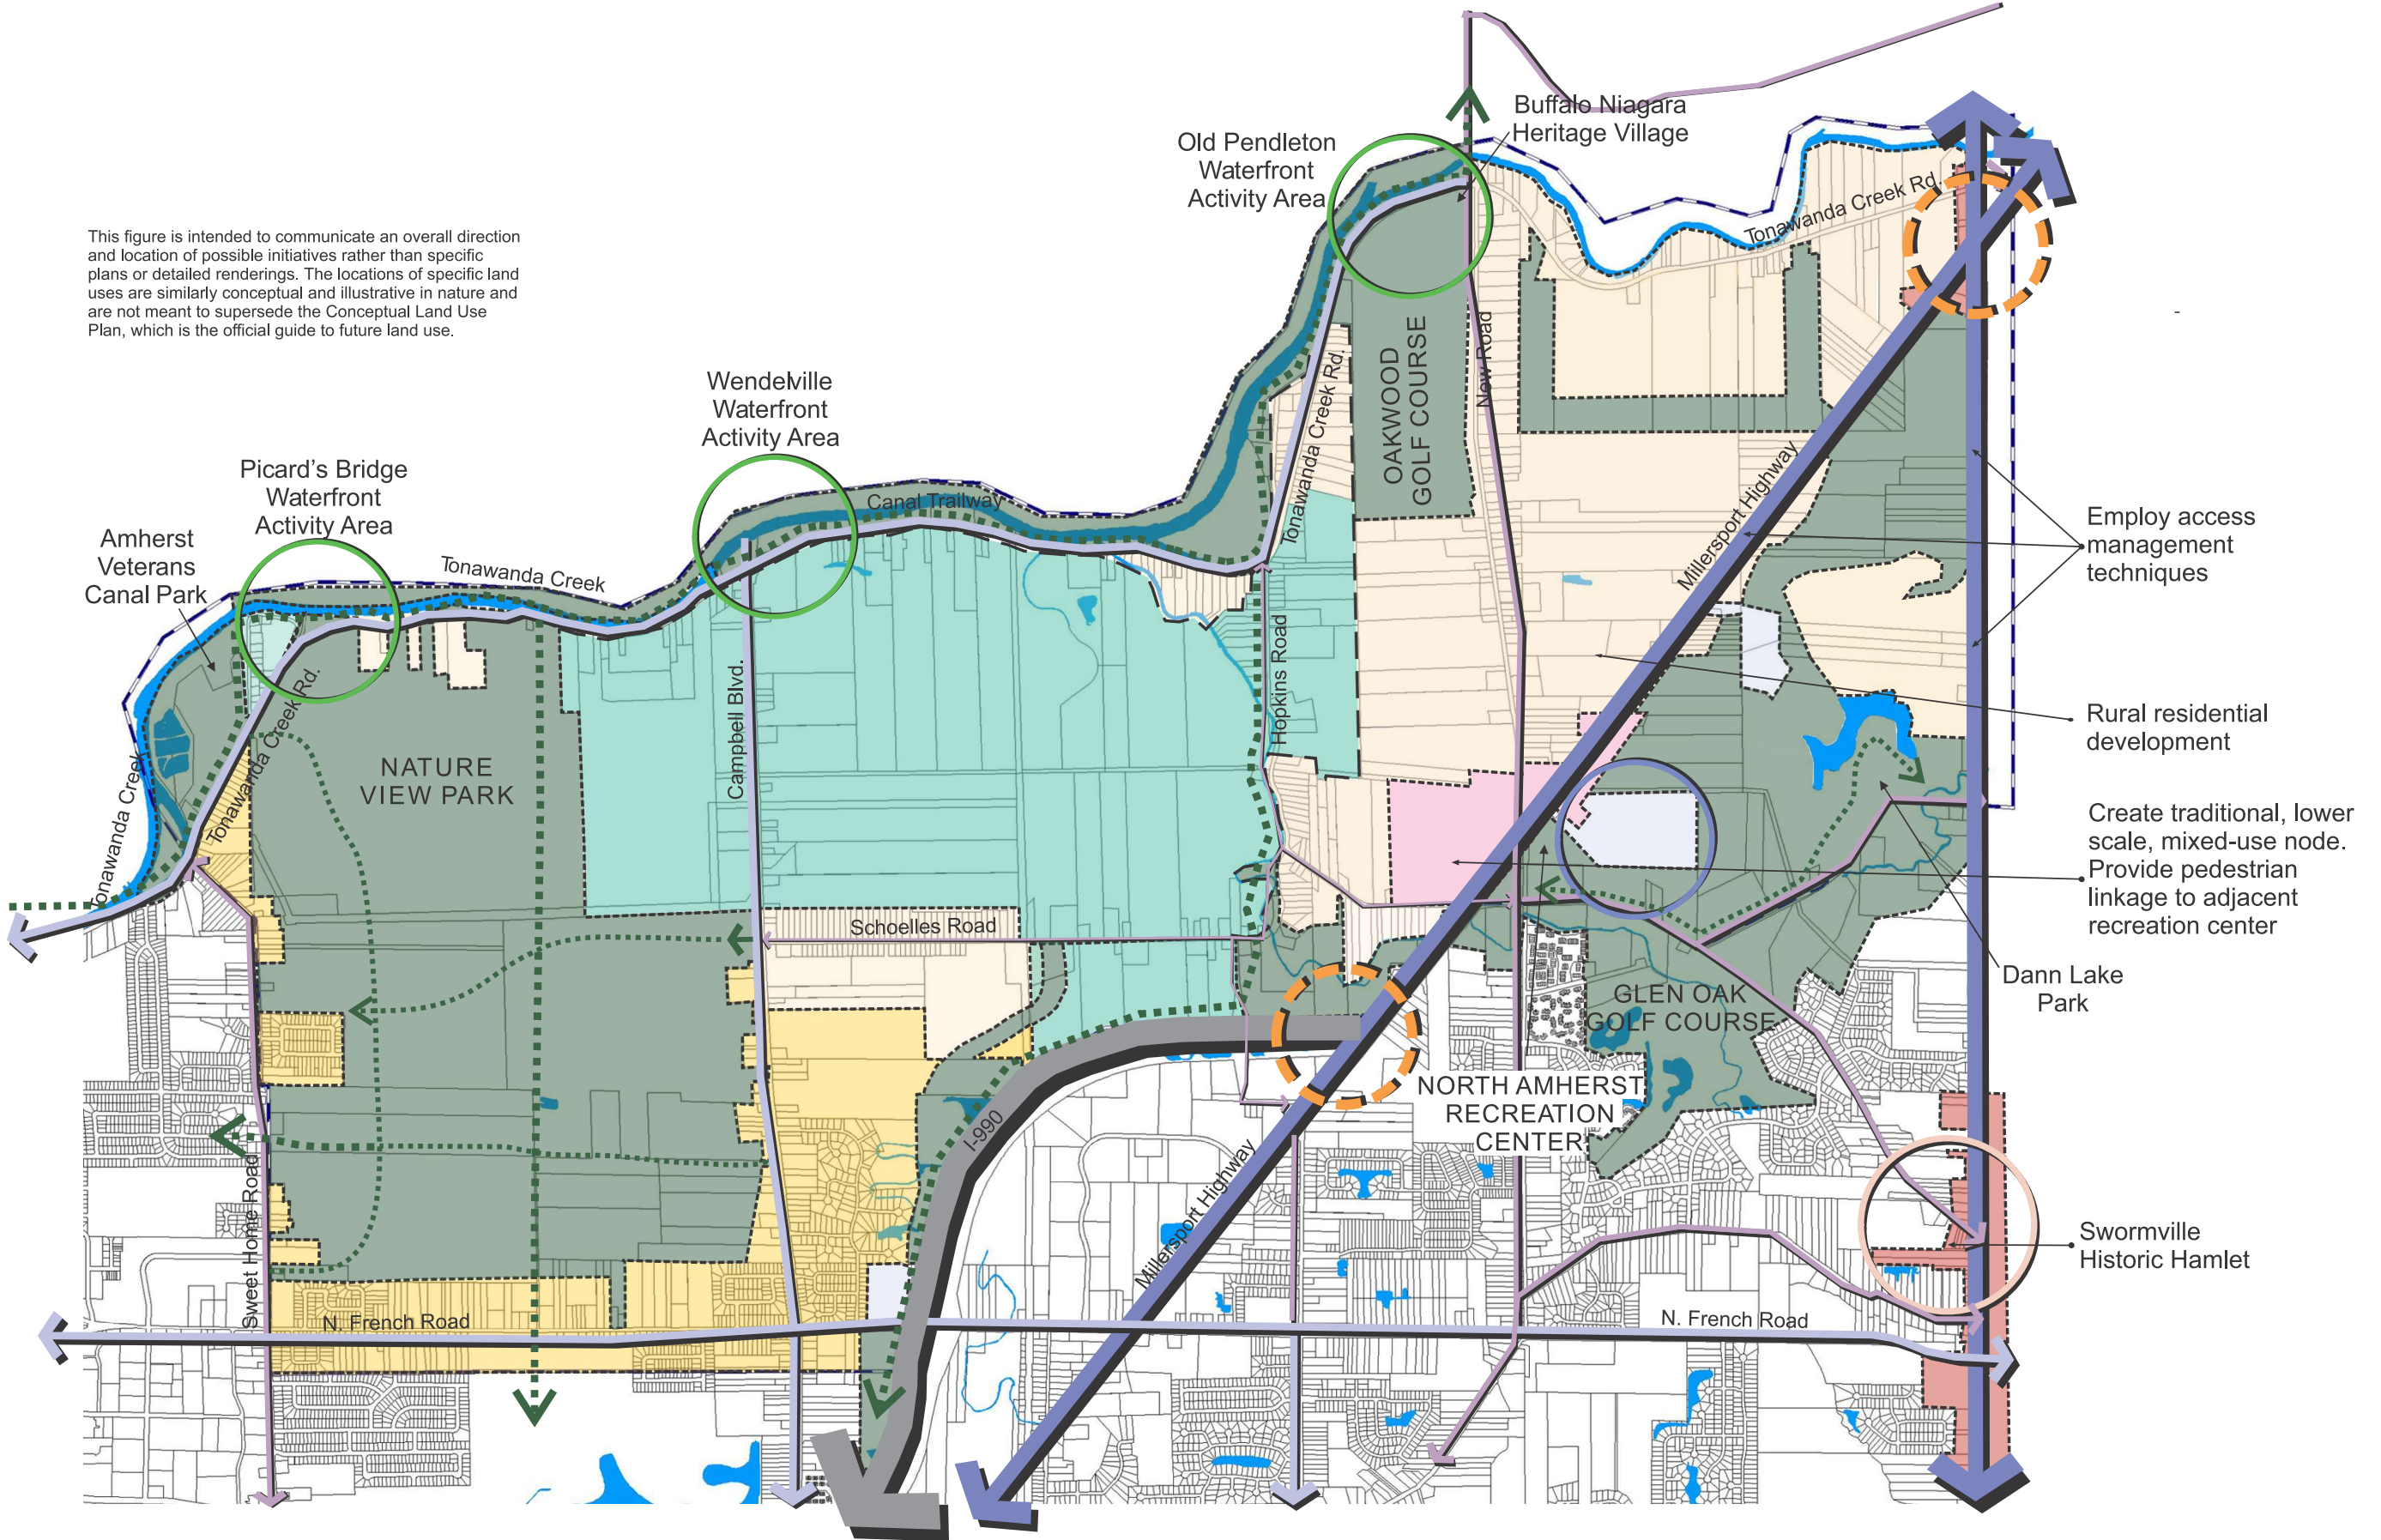 Buffalo Niagara
Heritage Village
Old Pendleton
Waterfront
Activity Area
Tonawanda Creek Rd.
This figure is intended to communicate an overall direction
and location of possible initiatives rather than specific
plans or detailed renderings. The locations of specific land
uses are similarly conceptual and illustrative in nature and
are not meant to supersede the Conceptual Land Use
Plan, which is the official guide to future land use.
OAKWOOD
GOLF COURSE
New Road
Tonawanda Creek Rd.
Wendelville
Waterfront
Activity Area
Canal Trailway
Millersport Highway
Picard's Bridge
Waterfront
Activity Area
Amherst
Veterans
Canal Park
Tonawanda Creek
Employ access
management
techniques
Hopkins Road
Campbell Blvd.
Tonawanda Creek Rd.
Tonawanda Creek
NATURE
VIEW PARK
Rural residential
development
Create traditional, lower
scale, mixed-use node.
Provide pedestrian
linkage to adjacent
recreation center
Schoelles Road
Dann Lake
Park
GLEN OAK
GOLF COURSE
NORTH AMHERST
RECREATION
CENTER
I-990
Millersport Highway
Sweet Home Road
Swormville
Historic Hamlet
N. French Road
N. French Road